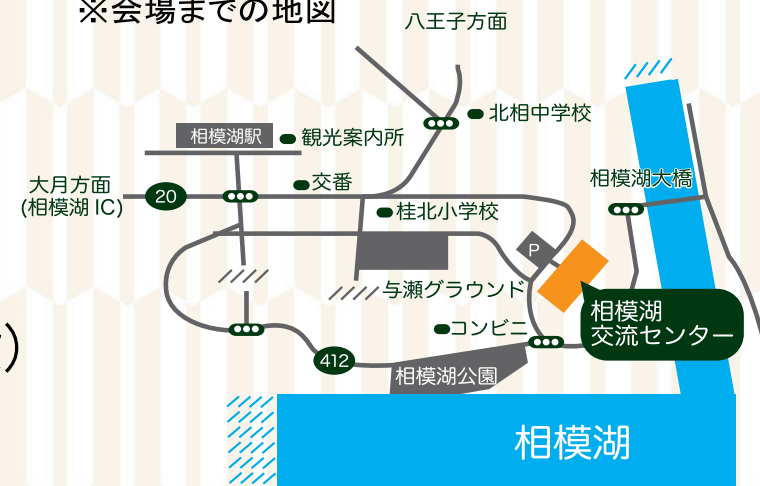 ※会場までの地図
八王子方面
北相中学校
相模湖駅
観光案内所
大月方面
(相模湖 IC)
20
交番
相模湖大橋
桂北小学校
P
与瀬グラウンド
相模湖
交流センター
コンビニ
)
412
相模湖公園
相模湖